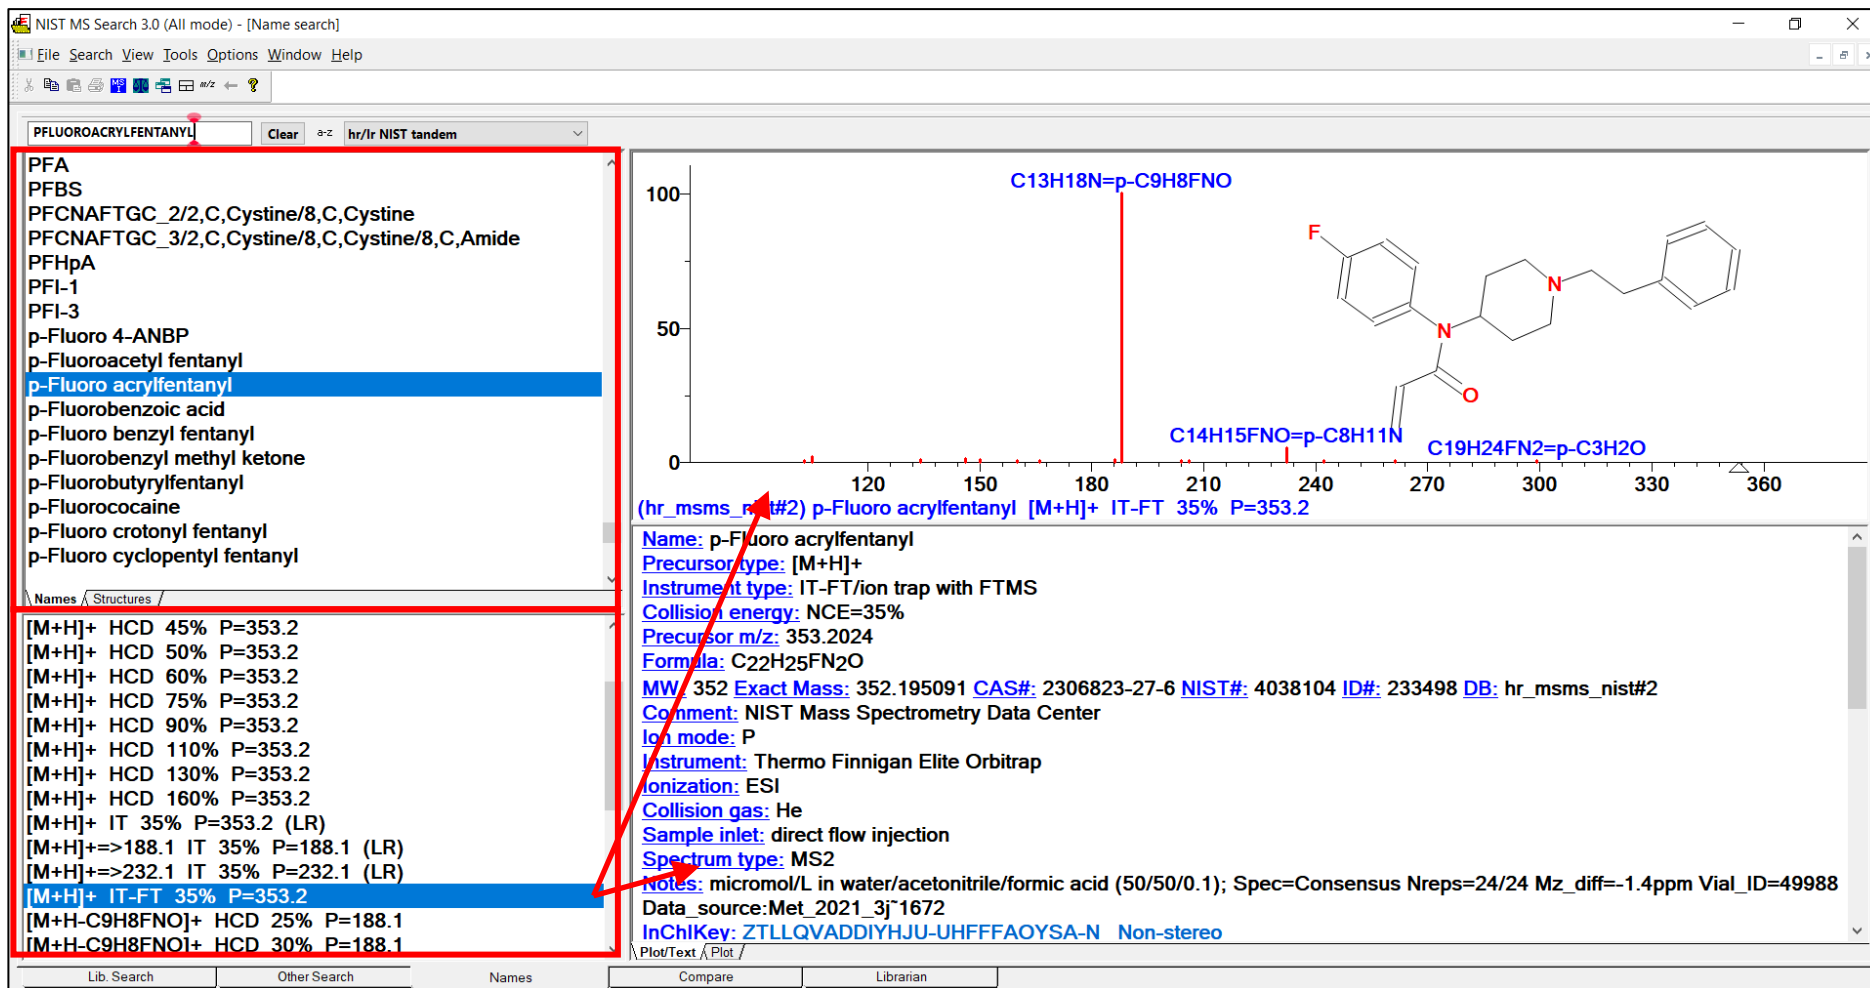 NIST MS Search 3.0 (All mode) - [Name search]
File Search View Tools Options Window Help
PFLUOROACRYLFENTANYL Clear a-z hr/lr NIST tandem
PFA
PFBS
PFCNAFTGC_2/2,C,Cystine/8,C,Cystine
PFCNAFTGC_3/2,C,Cystine/8,C,Cystine/8,C,Amide
PFHpA
PFI-1
PFI-3
p-Fluoro 4-ANBP
p-Fluoroacetyl fentanyl
p-Fluoro acrylfentanyl
p-Fluorobenzoic acid
p-Fluoro benzyl fentanyl
p-Fluorobenzyl methyl ketone
p-Fluorobutyrylfentanyl
p-Fluorococaine
p-Fluoro crotonyl fentanyl
p-Fluoro cyclopentyl fentanyl
Names Structures
[M+H]+ HCD 45% P=353.2
[M+H]+ HCD 50% P=353.2
[M+H]+ HCD 60% P=353.2
[M+H]+ HCD 75% P=353.2
[M+H]+ HCD 90% P=353.2
[M+H]+ HCD 110% P=353.2
[M+H]+ HCD 130% P=353.2
[M+H]+ HCD 160% P=353.2
[M+H]+ IT 35% P=353.2 (LR)
[M+H]+=>188.1 IT 35% P=188.1 (LR)
[M+H]+=>232.1 IT 35% P=232.1 (LR)
[M+H]+ IT-FT 35% P=353.2
[M+H-C9H8FNO]+ HCD 25% P=188.1
[M+H-C9H8FNO]+ HCD 30% P=188.1
C13H18N=p-C9H8FNO
100
F
N
N
50
O
C14H15FNO=p-C8H11N
C19H24FN2=p-C3H2O
0
120 150 180 210 240 270 300 330 360
(hr_msms_nist#2) p-Fluoro acrylfentanyl [M+H]+ IT-FT 35% P=353.2
Name: p-Fluoro acrylfentanyl
Precursor type: [M+H]+
Instrument type: IT-FT/ion trap with FTMS
Collision energy: NCE=35%
Precursor m/z: 353.2024
Formula: C22H25FN2O
MW: 352 Exact Mass: 352.195091 CAS#: 2306823-27-6 NIST#: 4038104 ID#: 233498 DB: hr_msms_nist#2
Comment: NIST Mass Spectrometry Data Center
Ion mode: P
Instrument: Thermo Finnigan Elite Orbitrap
Ionization: ESI
Collision gas: He
Sample inlet: direct flow injection
Spectrum type: MS2
Notes: micromol/L in water/acetonitrile/formic acid (50/50/0.1); Spec=Consensus Nreps=24/24 Mz_diff=-1.4ppm Vial_ID=49988
Data_source:Met_2021_3j~1672
InChIKey: ZTLLQVADDIYHJU-UHFFFAOYSA-N Non-stereo
Plot/Text Plot
Lib. Search Other Search Names Compare Librarian